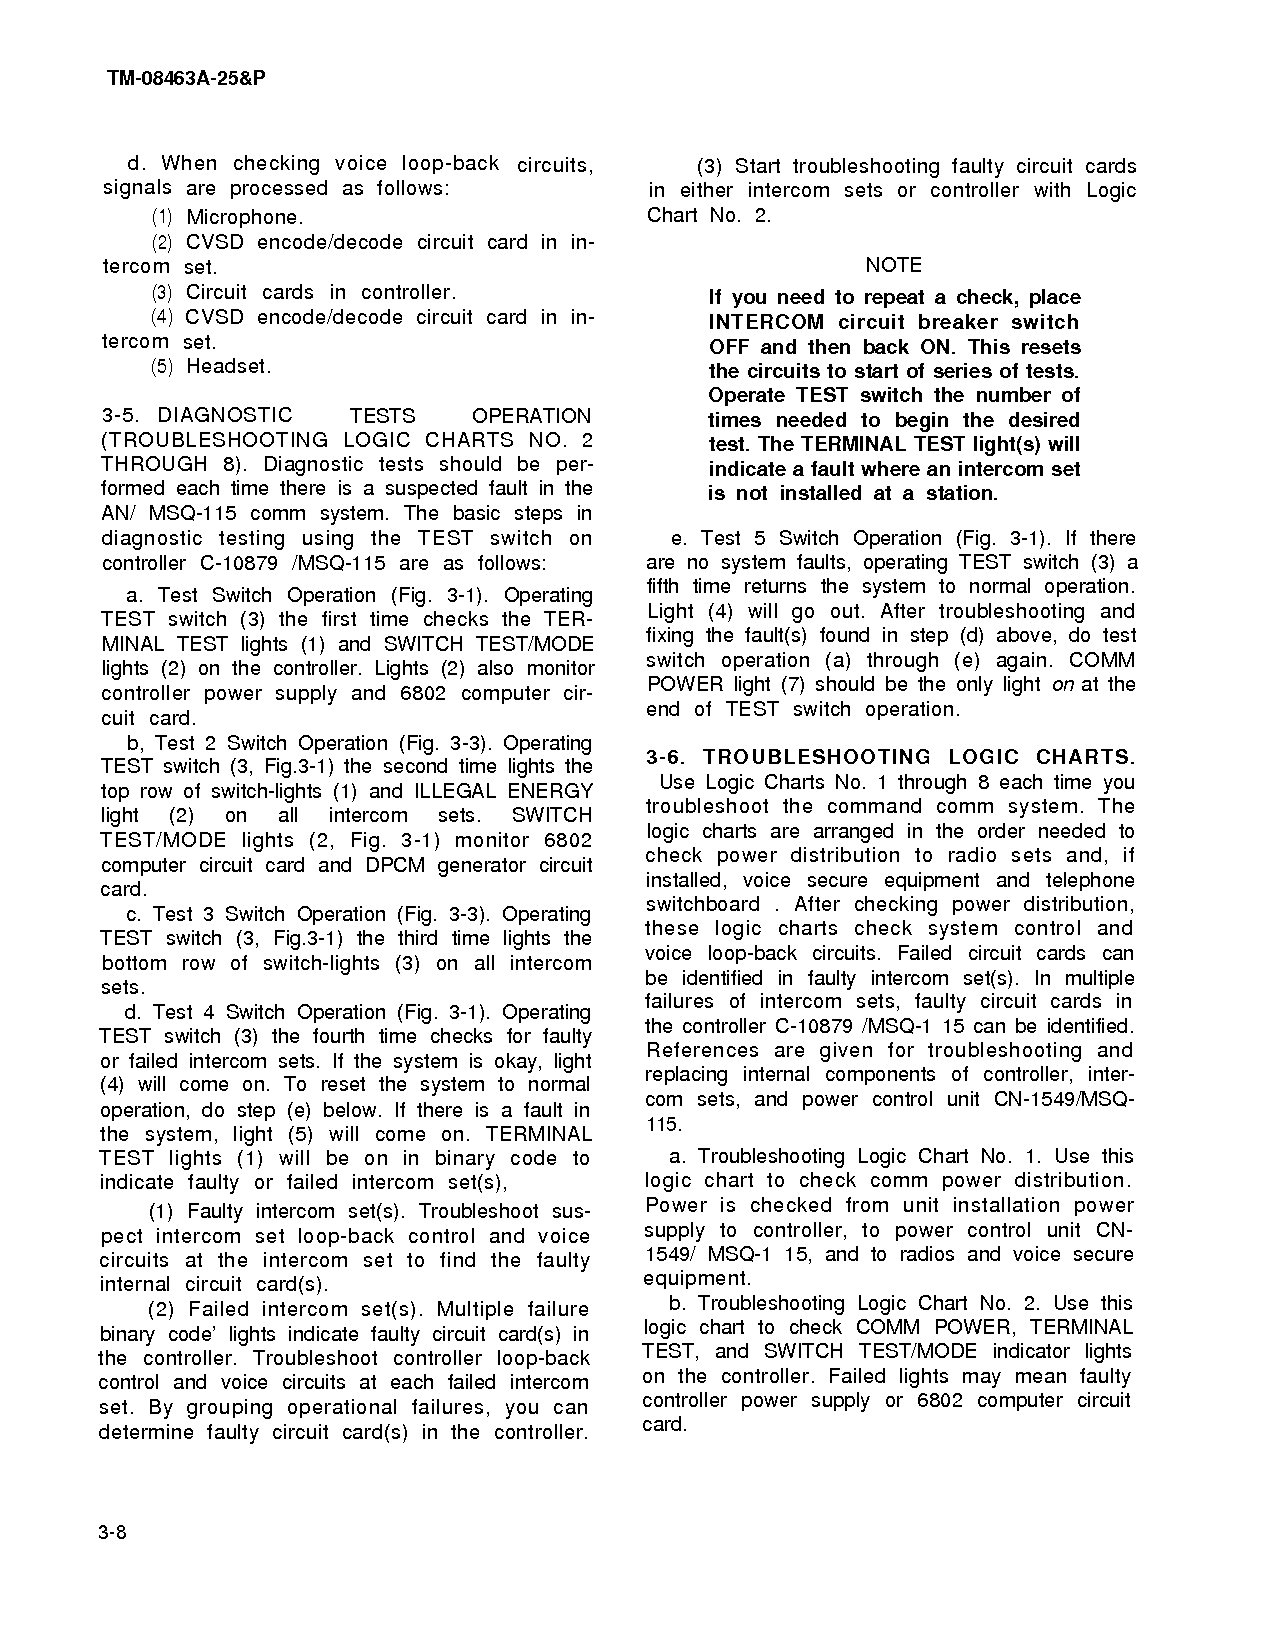 TM-08463A-25&P
d. When checking voice loop-back circuits,
signals are processed as follows:
(1) Microphone.
(2) CVSD encode/decode circuit card in in-
tercom set.
(3) Circuit cards in controller.
(4) CVSD encode/decode circuit card in in-
tercom set.
(5) Headset.
3-5. DIAGNOSTIC TESTS OPERATION
(TROUBLESHOOTING LOGIC CHARTS NO. 2
THROUGH 8). Diagnostic tests should be per-
formed each time there is a suspected fault in the
AN/ MSQ-115 comm system. The basic steps in
diagnostic testing using the TEST switch on
controller C-10879 /MSQ-115 are as follows:
a. Test Switch Operation (Fig. 3-1). Operating
TEST switch (3) the first time checks the TER-
MINAL TEST lights (1) and SWITCH TEST/MODE
lights (2) on the controller. Lights (2) also monitor
controller power supply and 6802 computer cir-
cuit card.
b, Test 2 Switch Operation (Fig. 3-3). Operating
TEST switch (3, Fig.3-1) the second time lights the
top row of switch-lights (1) and ILLEGAL ENERGY
light (2) on all intercom sets. SWITCH
TEST/MODE lights (2, Fig. 3-1) monitor 6802
computer circuit card and DPCM generator circuit
card.
c. Test 3 Switch Operation (Fig. 3-3). Operating
TEST switch (3, Fig.3-1) the third time lights the
bottom row of switch-lights (3) on all intercom
sets.
d. Test 4 Switch Operation (Fig. 3-1). Operating
TEST switch (3) the fourth time checks for faulty
or failed intercom sets. If the system is okay, light
(4) will come on. To reset the system to normal
operation, do step (e) below. If there is a fault in
the system, light (5) will come on. TERMINAL
TEST lights (1) will be on in binary code to
indicate faulty or failed intercom set(s),
(1) Faulty intercom set(s). Troubleshoot sus-
pect intercom set loop-back control and voice
circuits at the intercom set to find the faulty
internal circuit card(s).
(2) Failed intercom set(s). Multiple failure
binary code' lights indicate faulty circuit card(s) in
the controller. Troubleshoot controller loop-back
control and voice circuits at each failed intercom
set. By grouping operational failures, you can
determine faulty circuit card(s) in the controller.
(3) Start troubleshooting faulty circuit cards
in either intercom sets or controller with Logic
Chart No. 2.
NOTE
If you need to repeat a check, place
INTERCOM circuit breaker switch
OFF and then back ON. This resets
the circuits to start of series of tests.
Operate TEST switch the number of
times needed to begin the desired
test. The TERMINAL TEST light(s) will
indicate a fault where an intercom set
is not installed at a station.
e. Test 5 Switch Operation (Fig. 3-1). If there
are no system faults, operating TEST switch (3) a
fifth time returns the system to normal operation.
Light (4) will go out. After troubleshooting and
fixing the fault(s) found in step (d) above, do test
switch operation (a) through (e) again. COMM
POWER light (7) should be the only light on at the
end of TEST switch operation.
3-6. TROUBLESHOOTING LOGIC CHARTS.
Use Logic Charts No. 1 through 8 each time you
troubleshoot the command comm system. The
logic charts are arranged in the order needed to
check power distribution to radio sets and, if
installed, voice secure equipment and telephone
switchboard . After checking power distribution,
these logic charts check system control and
voice loop-back circuits. Failed circuit cards can
be identified in faulty intercom set(s). In multiple
failures of intercom sets, faulty circuit cards in
the controller C-10879 /MSQ-1 15 can be identified.
References are given for troubleshooting and
replacing internal components of controller, inter-
com sets, and power control unit CN-1549/MSQ-
115.
a. Troubleshooting Logic Chart No. 1. Use this
logic chart to check comm power distribution.
Power is checked from unit installation power
supply to controller, to power control unit CN-
1549/ MSQ-1 15, and to radios and voice secure
equipment.
b. Troubleshooting Logic Chart No. 2. Use this
logic chart to check COMM POWER, TERMINAL
TEST, and SWITCH TEST/MODE indicator lights
on the controller. Failed lights may mean faulty
controller power supply or 6802 computer circuit
card.
3-8